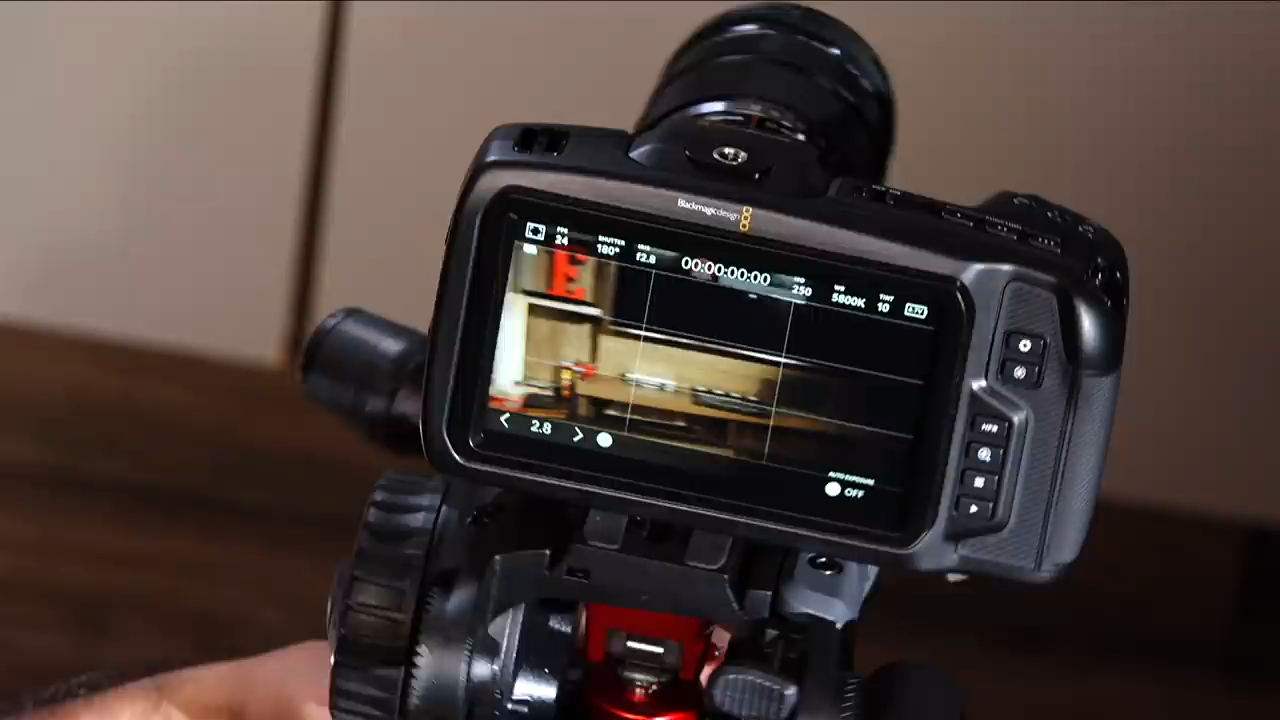 Blackmagicdesign
FPS SHUTTER IRIS 00:00:00:00 WB TINT
24 180° f2.8 250 5600K 10
E
2.8
AUTO EXPOSURE
OFF
HFR